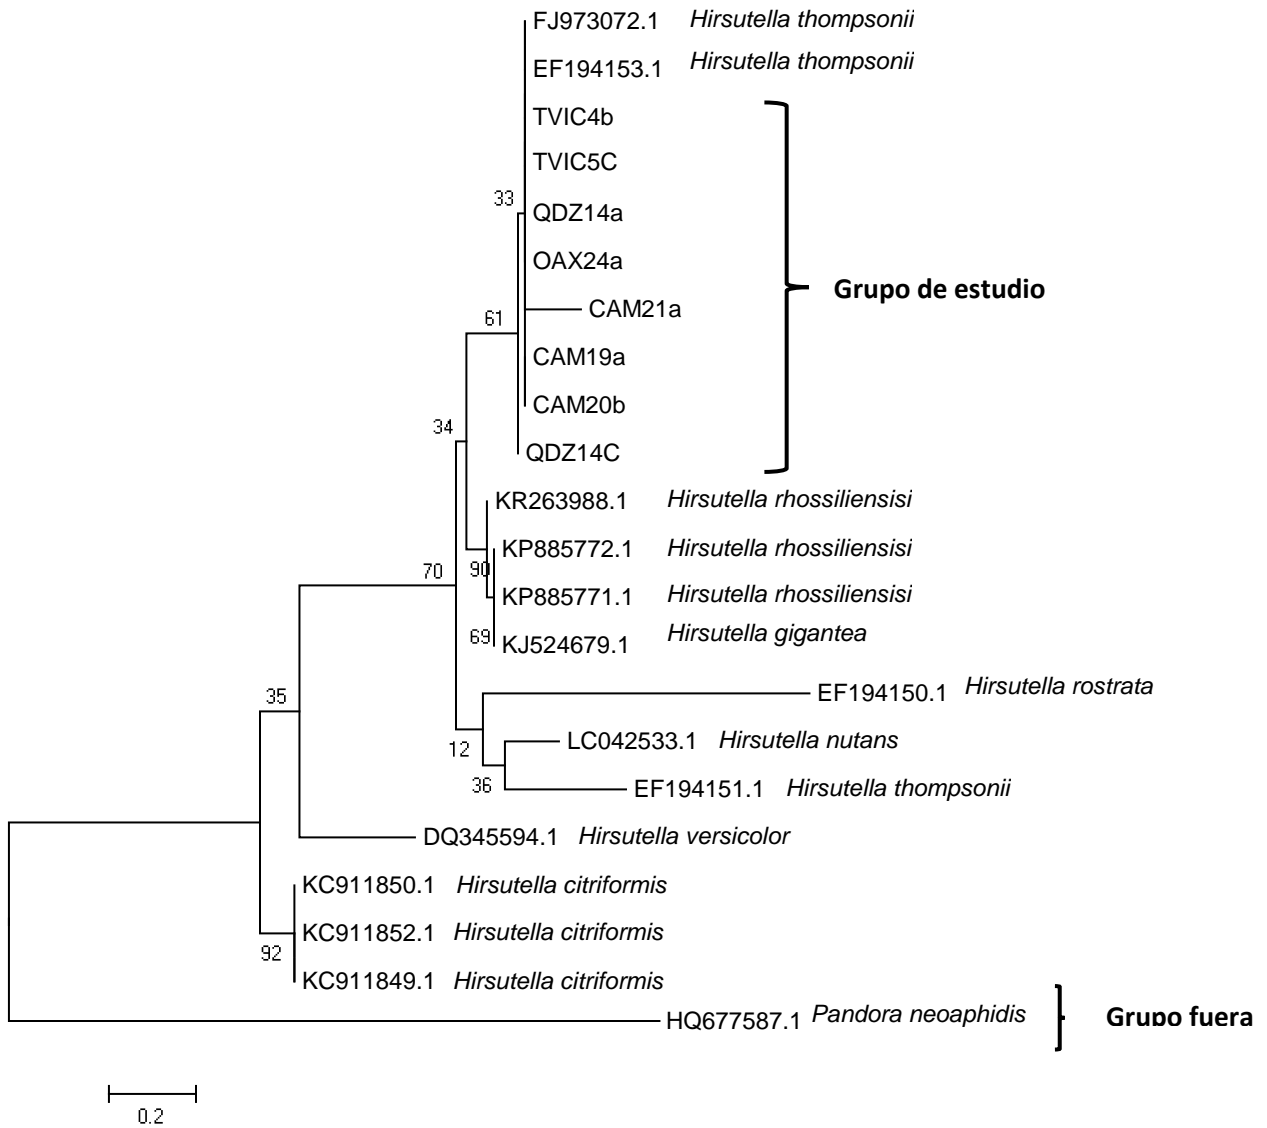 FJ973072.1 Hirsutella thompsonii
EF194153.1 Hirsutella thompsonii
TVIC4b
TVIC5C
33
QDZ14a
OAX24a
Grupo de estudio
CAM21a
61
CAM19a
CAM20b
34
QDZ14C
KR263988.1 Hirsutella rhossiliensisi
KP885772.1 Hirsutella rhossiliensisi
70
90
KP885771.1 Hirsutella rhossiliensisi
69
KJ524679.1 Hirsutella gigantea
35
EF194150.1 Hirsutella rostrata
12
LC042533.1 Hirsutella nutans
36
EF194151.1 Hirsutella thompsonii
DQ345594.1 Hirsutella versicolor
KC911850.1 Hirsutella citriformis
KC911852.1 Hirsutella citriformis
92
KC911849.1 Hirsutella citriformis
HQ677587.1 Pandora neoaphidis
Grupo fuera
0.2